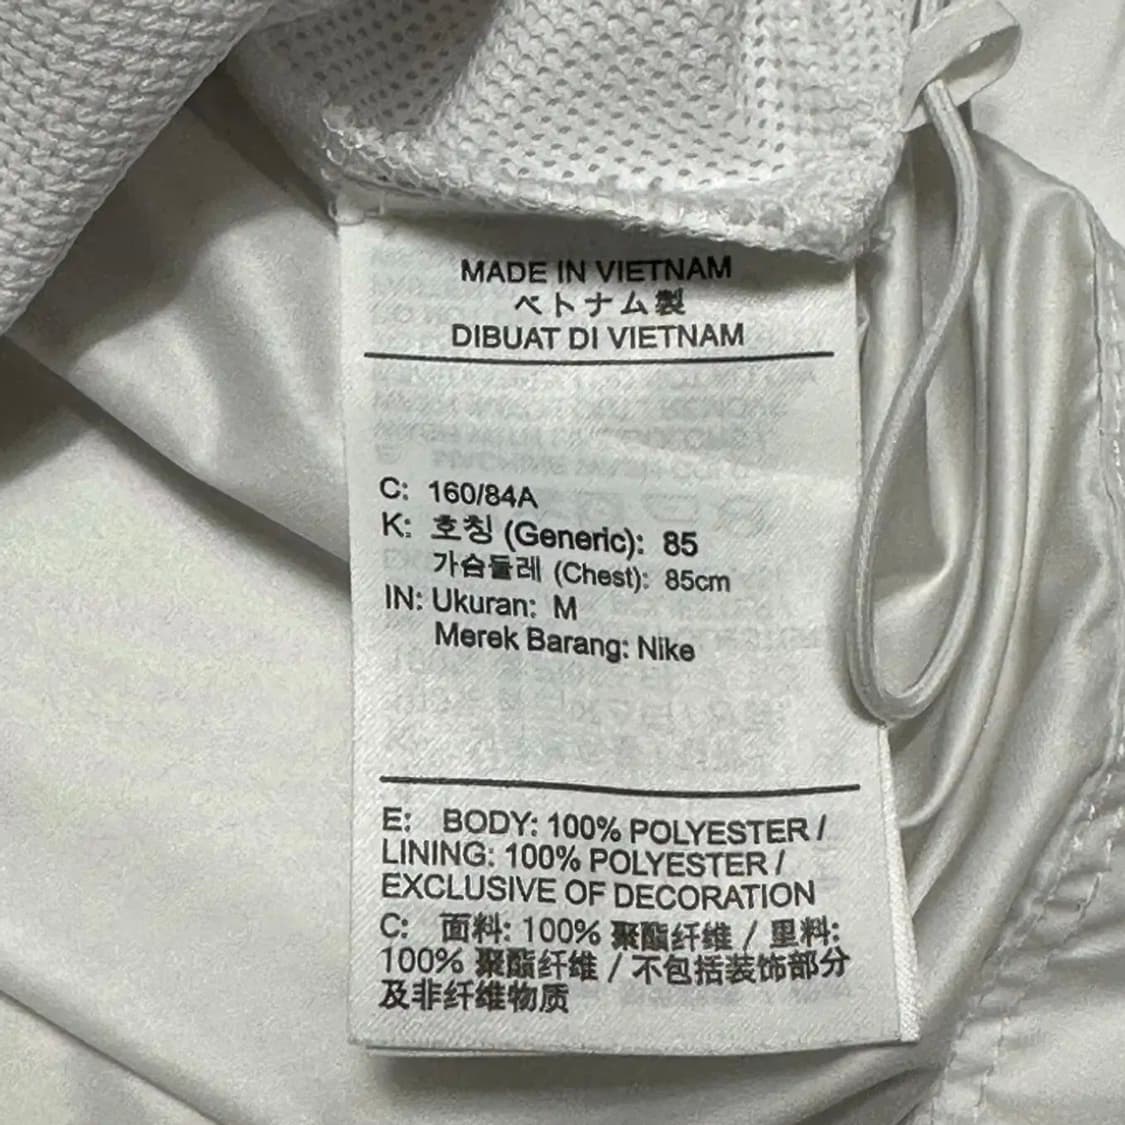 MADE IN VIETNAM
ベトナム製
DIBUAT DI VIETNAM
C: 160/84A
K: 호칭 (Generic): 85
가슴둘레 (Chest): 85cm
IN: Ukuran: M
Merek Barang: Nike
E: BODY: 100% POLYESTER /
LINING: 100% POLYESTER /
EXCLUSIVE OF DECORATION
C: 面料: 100% 聚酯纤维 / 里料:
100% 聚酯纤维 / 不包括装饰部分
及非纤维物质